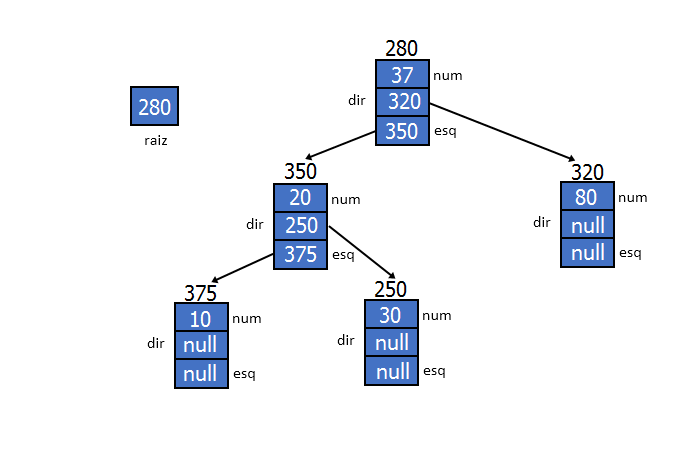 280
37 num
dir 320
350 esq
280
raiz
350
20 num
dir 250
375 esq
320
80 num
dir null
null esq
375
10 num
dir null
null esq
250
30 num
dir null
null esq